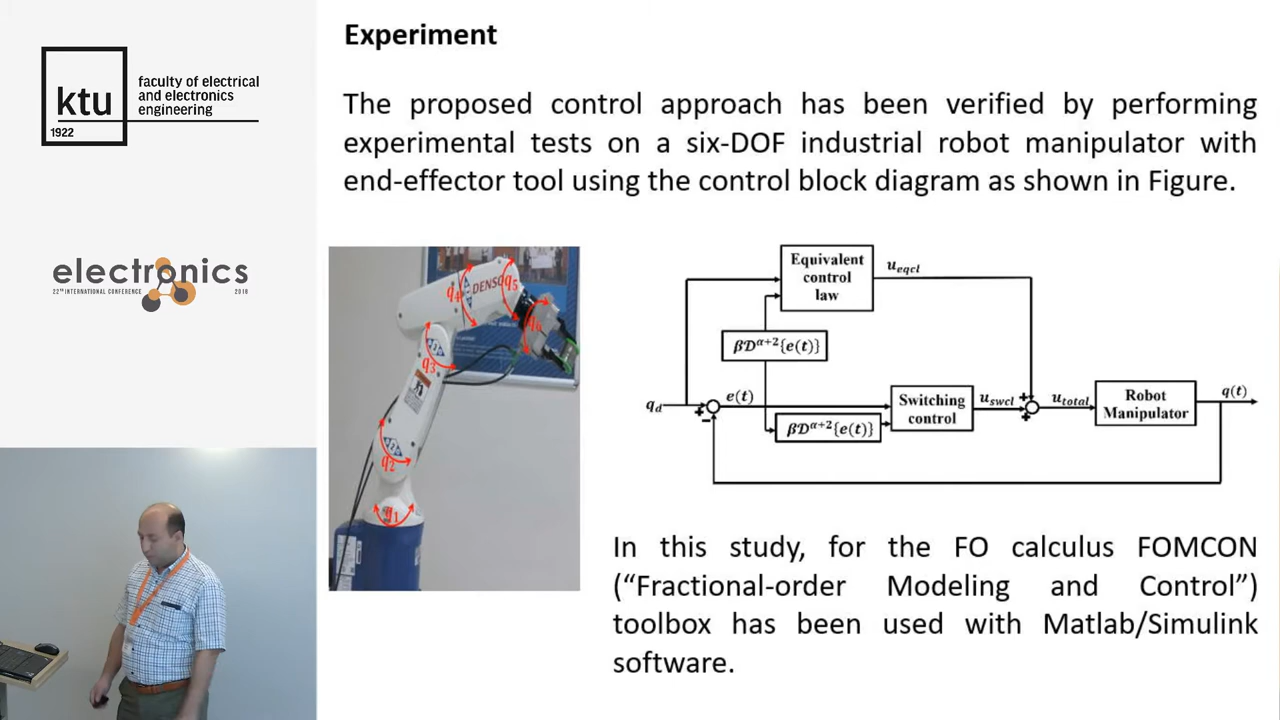 ktu
1922
faculty of electrical
and electronics
engineering
electronics
22TH INTERNATIONAL CONFERENCE 2018
Experiment
The proposed control approach has been verified by performing
experimental tests on a six-DOF industrial robot manipulator with
end-effector tool using the control block diagram as shown in Figure.
DENSO
q₄
q₅
q₆
q₃
q₂
q₁
Equivalent
control
law
u_eqcl
βD^α+2{e(t)}
q_d
+
−
e(t)
βD^α+2{e(t)}
Switching
control
u_swcl
+
+
u_total
Robot
Manipulator
q(t)
In this study, for the FO calculus FOMCON
(“Fractional-order Modeling and Control”)
toolbox has been used with Matlab/Simulink
software.